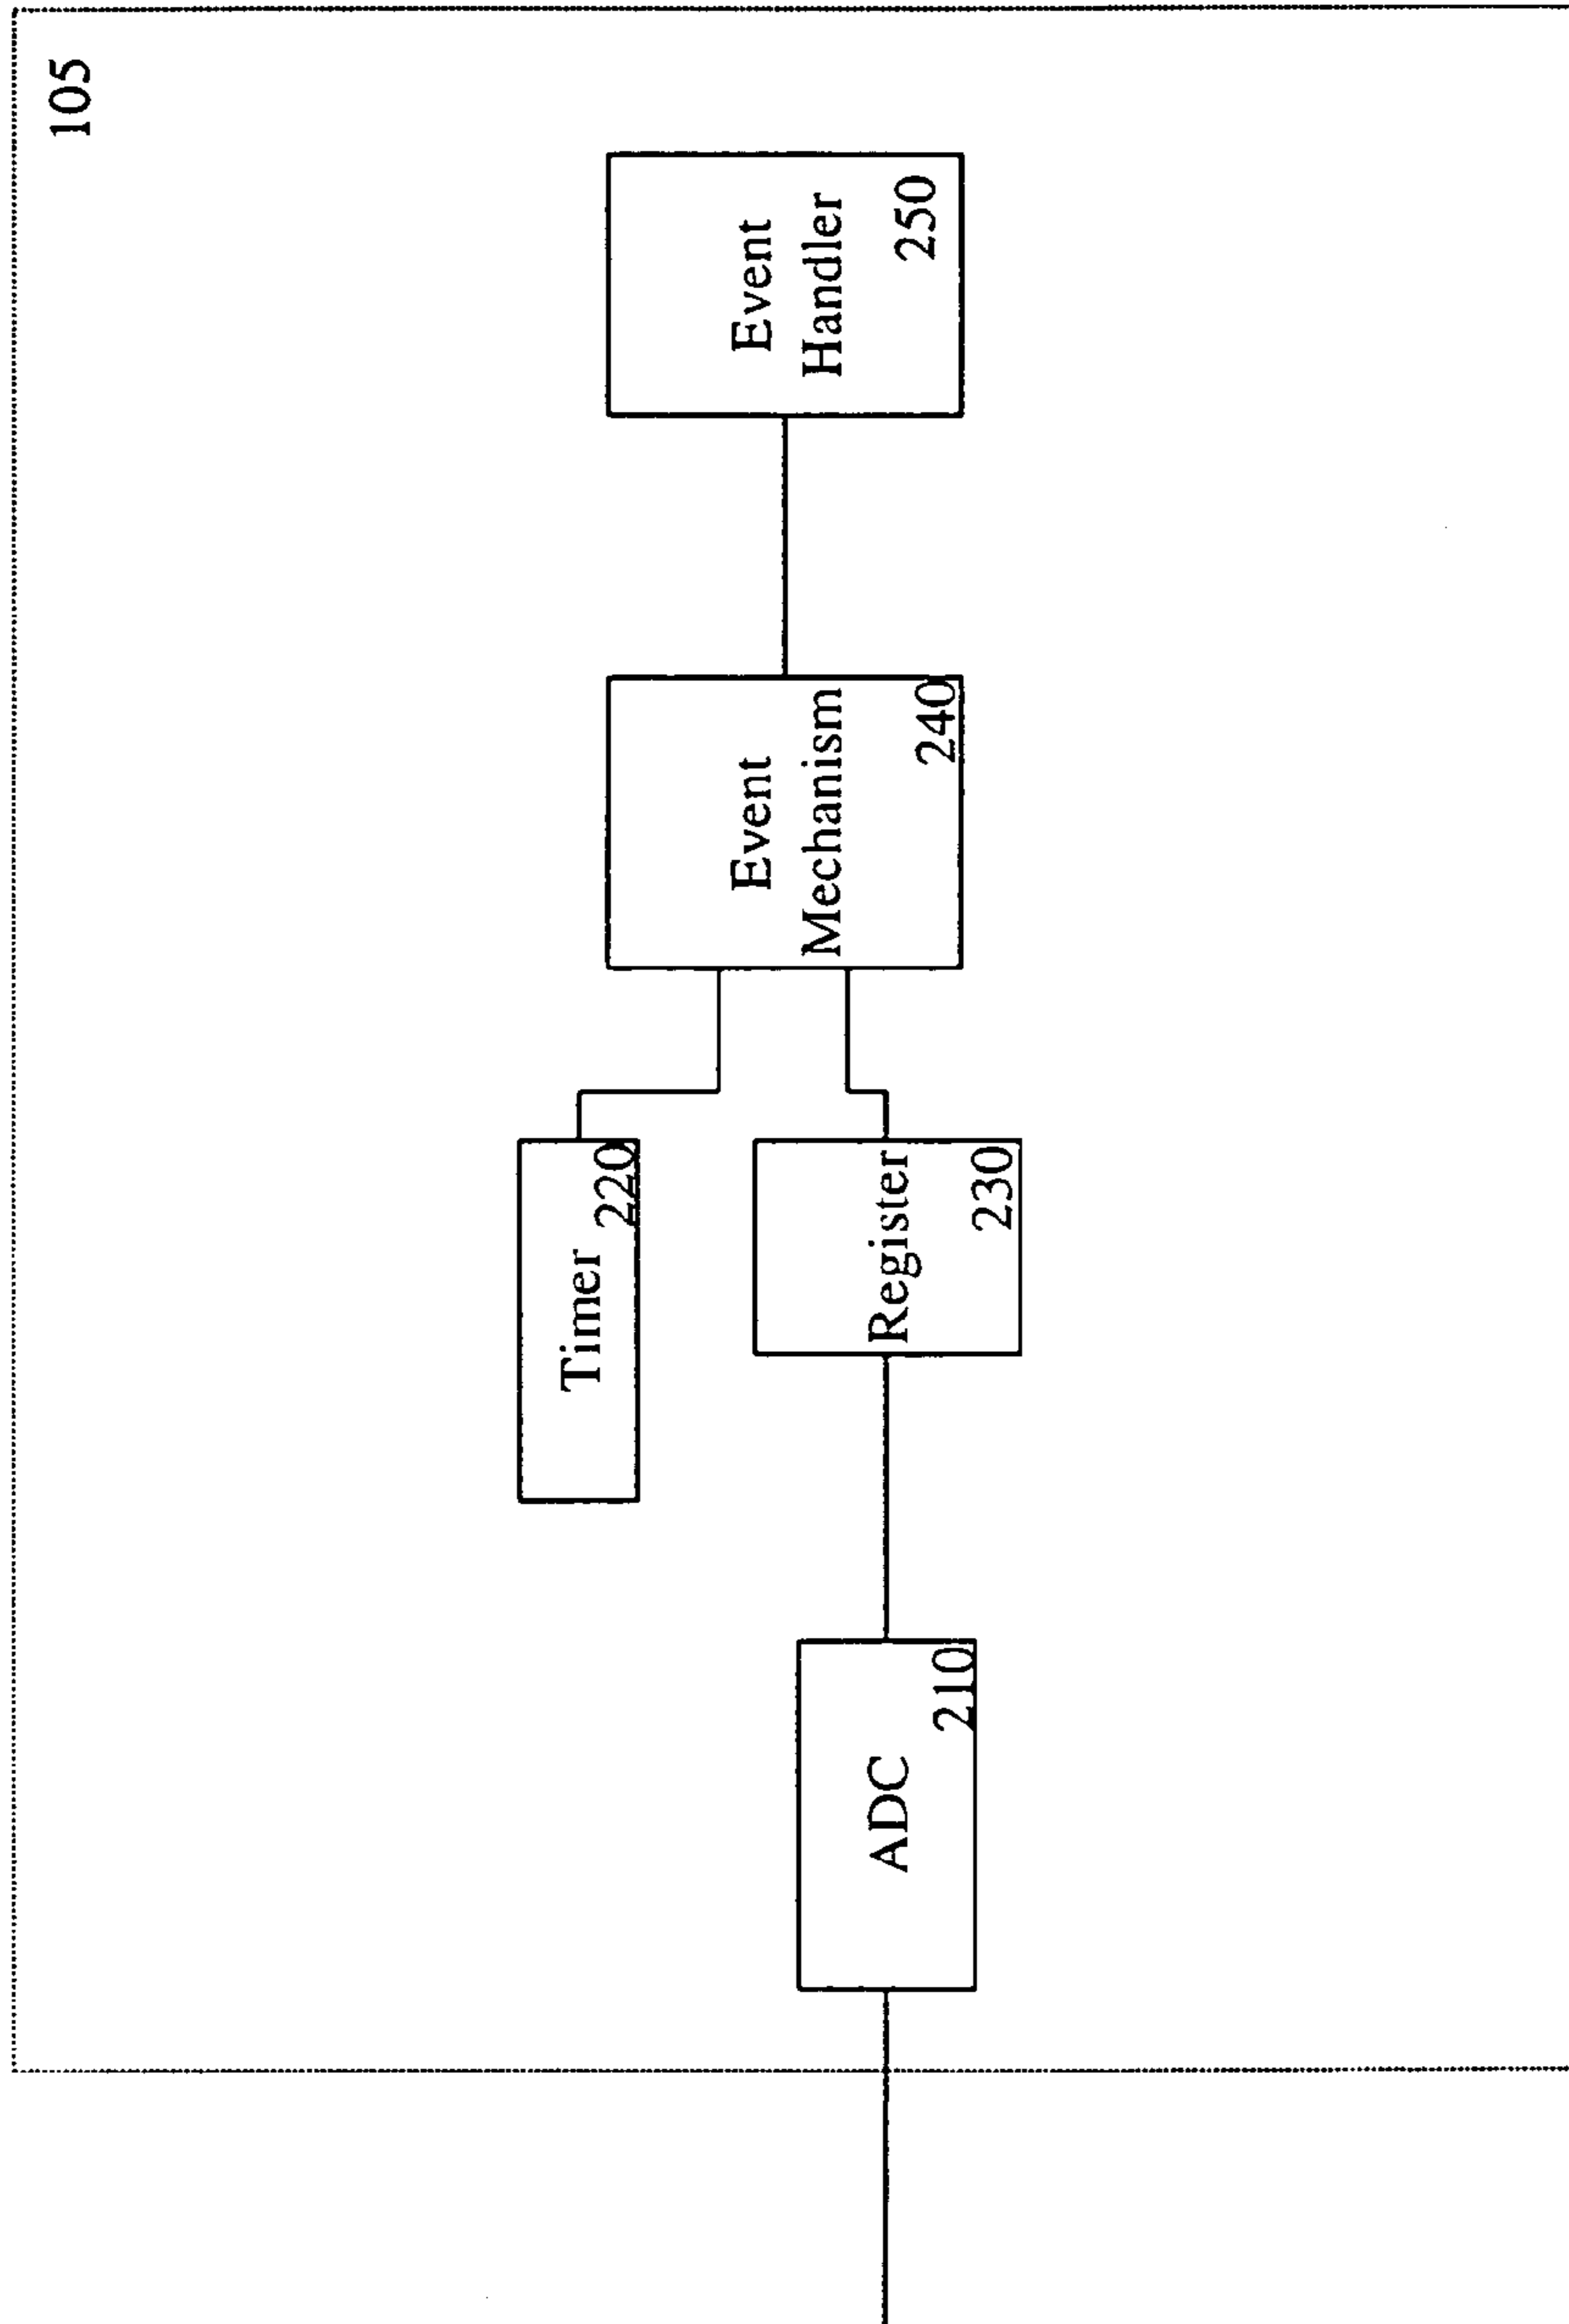 105
Event
Handler
250
Event
Mechanism
240
Timer
220
Register
230
ADC
210